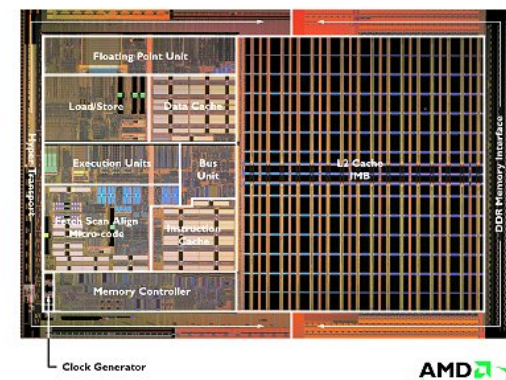 Floating Point Unit
Load/Store
Data Cache
Execution Units
Bus
Unit
L2 Cache
1MB
Hyper Transport
DDR Memory Interface
Fetch Scan Align
Micro-code
Instruction
Cache
Memory Controller
Clock Generator
AMD